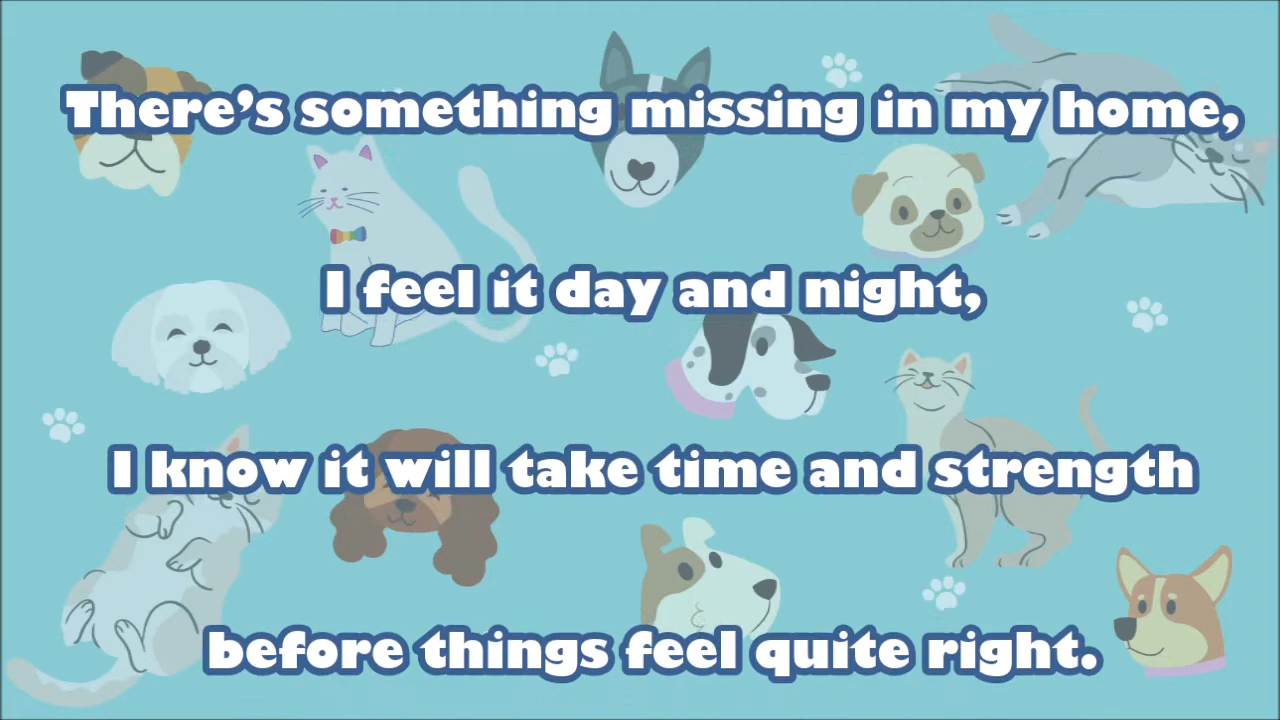 There's something missing in my home,
I feel it day and night,
I know it will take time and strength
before things feel quite right.